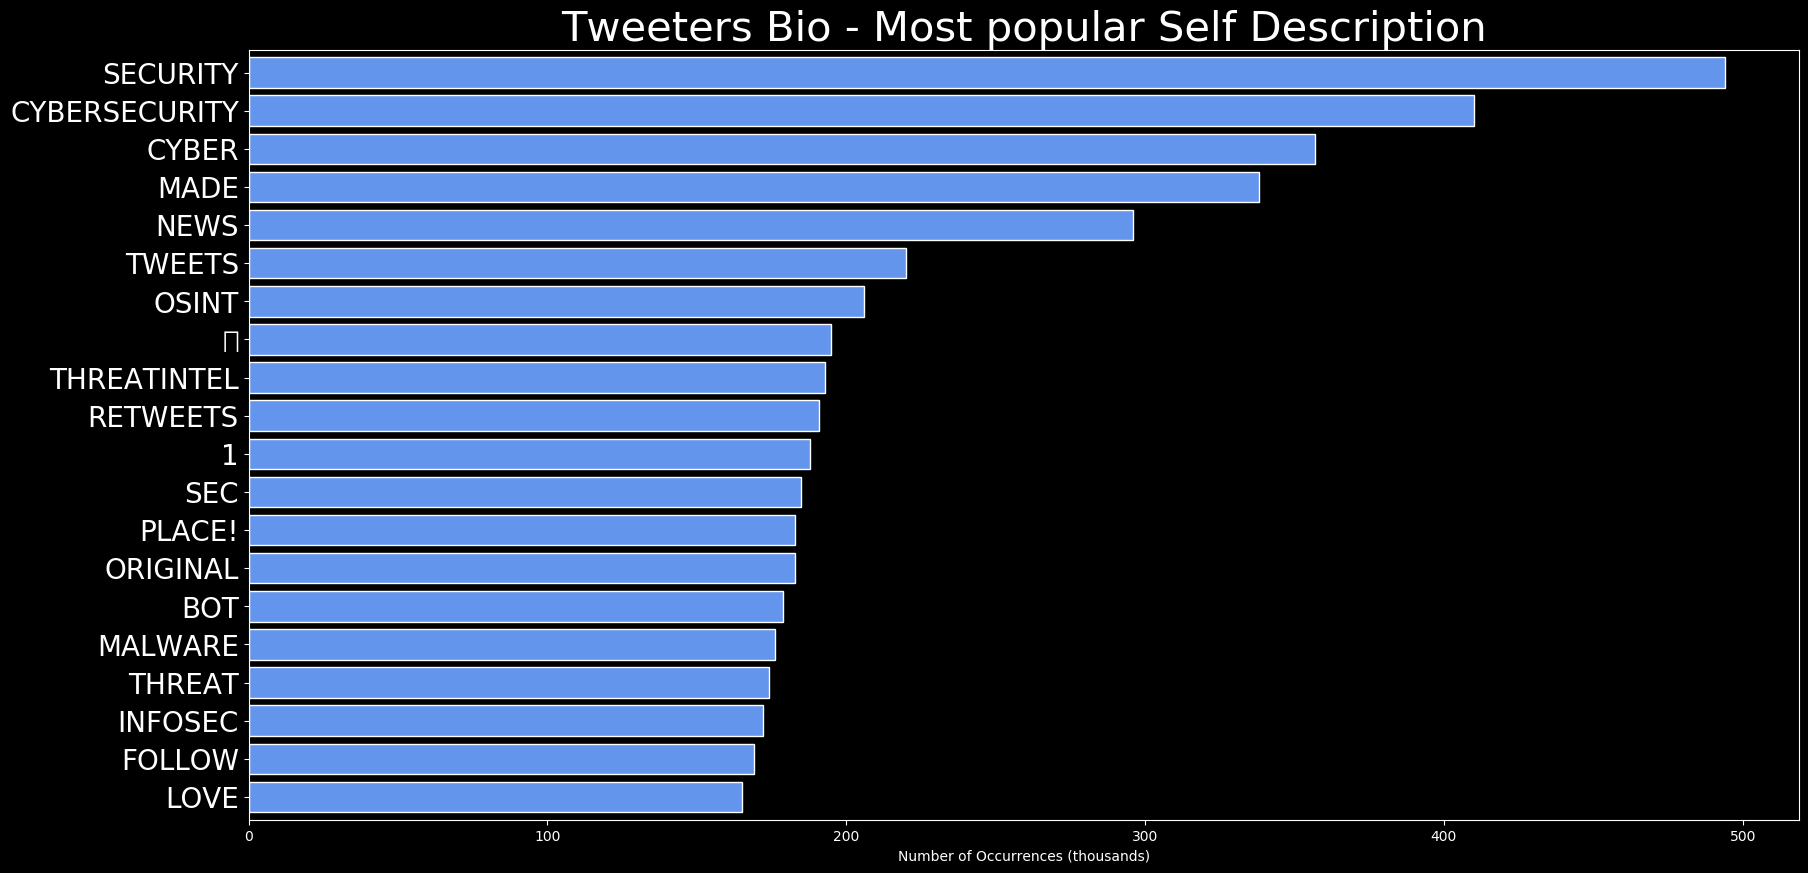 Tweeters Bio - Most popular Self Description
SECURITY
CYBERSECURITY
CYBER
MADE
NEWS
TWEETS
OSINT
THREATINTEL
RETWEETS
1
SEC
PLACE!
ORIGINAL
BOT
MALWARE
THREAT
INFOSEC
FOLLOW
LOVE
0 100 200 300 400 500
Number of Occurrences (thousands)